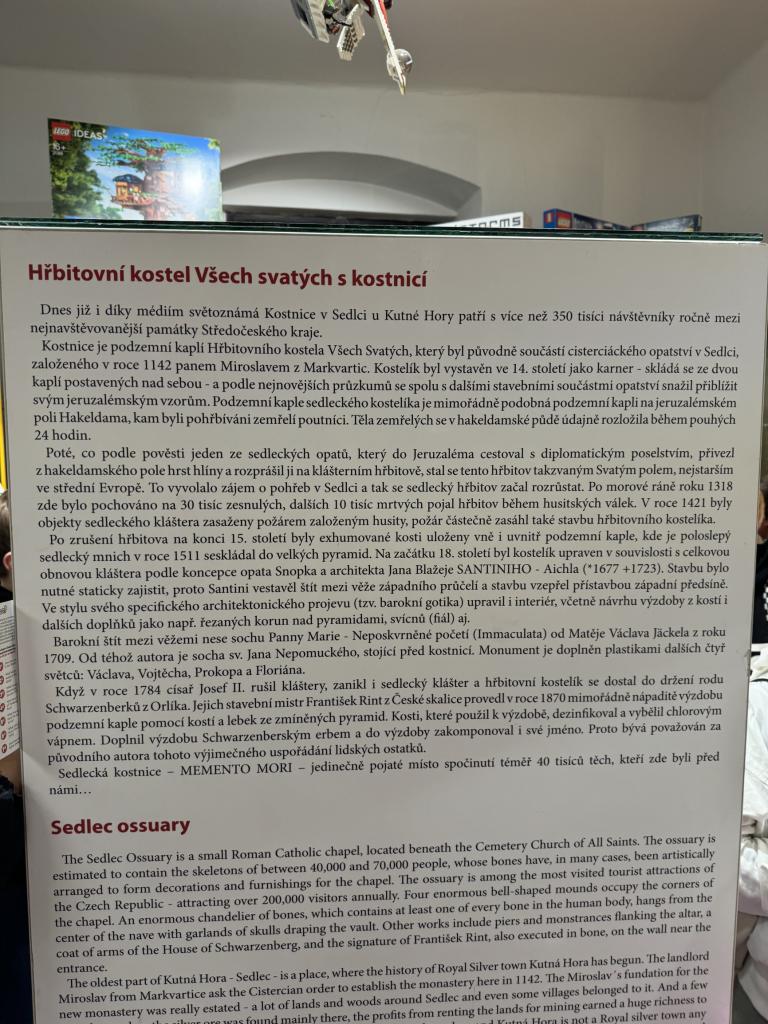 LEGO IDEAS
16+
Hřbitovní kostel Všech svatých s kostnicí
Dnes již i díky médiím světoznámá Kostnice v Sedlci u Kutné Hory patří s více než 350 tisíci návštěvníky ročně mezi
nejnavštěvovanější památky Středočeského kraje.
Kostnice je podzemní kaplí Hřbitovního kostela Všech Svatých, který byl původně součástí cisterciáckého opatství v Sedlci,
založeného v roce 1142 panem Miroslavem z Markvartic. Kostelík byl vystavěn ve 14. století jako karner - skládá se ze dvou
kaplí postavených nad sebou - a podle nejnovějších průzkumů se spolu s dalšími stavebními součástmi opatství snažil přiblížit
svým jeruzalémským vzorům. Podzemní kaple sedleckého kostelíka je mimořádně podobná podzemní kapli na jeruzalémském
poli Hakeldama, kam byli pohřbíváni zemřelí poutníci. Těla zemřelých se v hakeldamské půdě údajně rozložila během pouhých
24 hodin.
Poté, co podle pověsti jeden ze sedleckých opatů, který do Jeruzaléma cestoval s diplomatickým poselstvím, přivezl
z hakeldamského pole hrst hlíny a rozprášil ji na klášterním hřbitově, stal se tento hřbitov takzvaným Svatým polem, nejstarším
ve střední Evropě. To vyvolalo zájem o pohřeb v Sedlci a tak se sedlecký hřbitov začal rozrůstat. Po morové ráně roku 1318
zde bylo pochováno na 30 tisíc zesnulých, dalších 10 tisíc mrtvých pojal hřbitov během husitských válek. V roce 1421 byly
objekty sedleckého kláštera zasaženy požárem založeným husity, požár částečně zasáhl také stavbu hřbitovního kostelíka.
Po zrušení hřbitova na konci 15. století byly exhumované kosti uloženy vně i uvnitř podzemní kaple, kde je poloslepý
sedlecký mnich v roce 1511 seskládal do velkých pyramid. Na začátku 18. století byl kostelík upraven v souvislosti s celkovou
obnovou kláštera podle koncepce opata Snopka a architekta Jana Blažeje SANTINIHO - Aichla (*1677 +1723). Stavbu bylo
nutné staticky zajistit, proto Santini vestavěl štít mezi věže západního průčelí a stavbu vzepřel přístavbou západní předsíně.
Ve stylu svého specifického architektonického projevu (tzv. barokní gotika) upravil i interiér, včetně návrhu výzdoby z kostí i
dalších doplňků jako např. řezaných korun nad pyramidami, svícnů (fiál) aj.
Barokní štít mezi věžemi nese sochu Panny Marie - Neposkvrněné početí (Immaculata) od Matěje Václava Jäckela z roku
1709. Od téhož autora je socha sv. Jana Nepomuckého, stojící před kostnicí. Monument je doplněn plastikami dalších čtyř
světců: Václava, Vojtěcha, Prokopa a Floriána.
Když v roce 1784 císař Josef II. rušil kláštery, zanikl i sedlecký klášter a hřbitovní kostelík se dostal do držení rodu
Schwarzenberků z Orlíka. Jejich stavební mistr František Rint z České skalice provedl v roce 1870 mimořádně nápaditě výzdobu
podzemní kaple pomocí kostí a lebek ze zmíněných pyramid. Kosti, které použil k výzdobě, dezinfikoval a vybělil chlorovým
vápnem. Doplnil výzdobu Schwarzenberským erbem a do výzdoby zakomponoval i své jméno. Proto bývá považován za
původního autora tohoto výjimečného uspořádání lidských ostatků.
Sedlecká kostnice – MEMENTO MORI – jedinečně pojaté místo spočinutí téměř 40 tisíců těch, kteří zde byli před
námi…
Sedlec ossuary
The Sedlec Ossuary is a small Roman Catholic chapel, located beneath the Cemetery Church of All Saints. The ossuary is
estimated to contain the skeletons of between 40,000 and 70,000 people, whose bones have, in many cases, been artistically
arranged to form decorations and furnishings for the chapel. The ossuary is among the most visited tourist attractions of
the Czech Republic - attracting over 200,000 visitors annually. Four enormous bell-shaped mounds occupy the corners of
the chapel. An enormous chandelier of bones, which contains at least one of every bone in the human body, hangs from the
center of the nave with garlands of skulls draping the vault. Other works include piers and monstrances flanking the altar, a
coat of arms of the House of Schwarzenberg, and the signature of František Rint, also executed in bone, on the wall near the
entrance.
The oldest part of Kutná Hora - Sedlec - is a place, where the history of Royal Silver town Kutná Hora has begun. The landlord
Miroslav from Markvartice ask the Cistercian order to establish the monastery here in 1142. The Miroslav´s fundation for the
new monastery was really estated - a lot of lands and woods around Sedlec and even some villages belonged to it. And a few
silver ore was found mainly there, the profits from renting the lands for mining earned a huge richness to
Kutná Hora is not a Royal silver town any